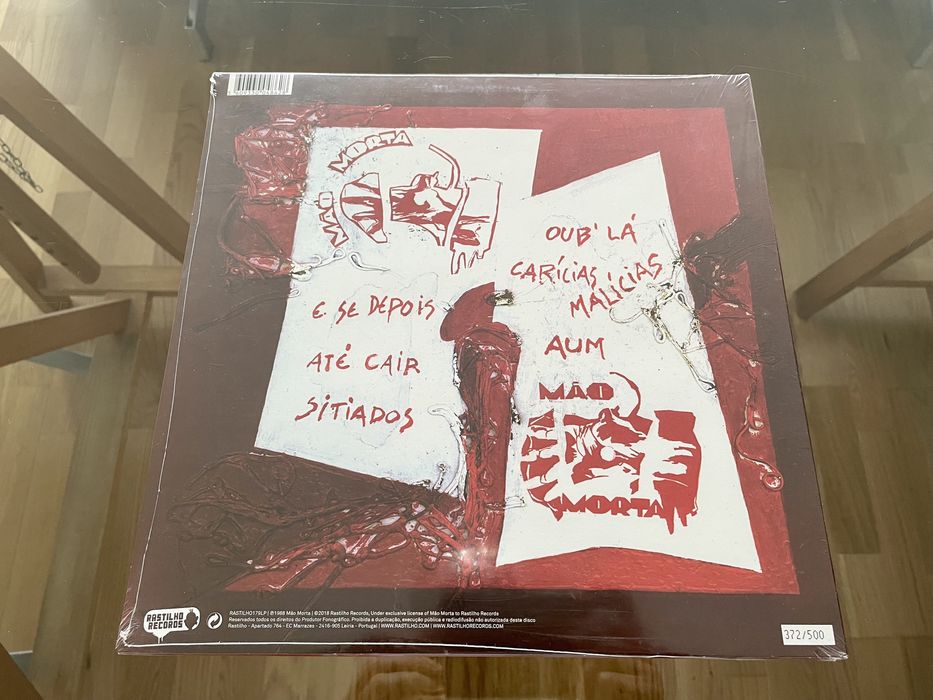 MÃO MORTA
E SE DEPOIS
ATÉ CAIR
SITIADOS
OUB' LÁ
CARÍCIAS
MALÍCIAS
AUM
MÃO
MORTA
RASTILHO
RECORDS
RASTILHO179LP | ℗1988 Mão Morta | ©2018 Rastilho Records, Under exclusive license of Mão Morta to Rastilho Records
Reservados todos os direitos do Produtor Fonográfico. Proibida a duplicação, execução pública e radiodifusão não autorizada deste disco
Rastilho - Apartado 764 - EC Marrazes - 2416-905 Leiria - Portugal | WWW.RASTILHO.COM | WWW.RASTILHORECORDS.COM
372/500